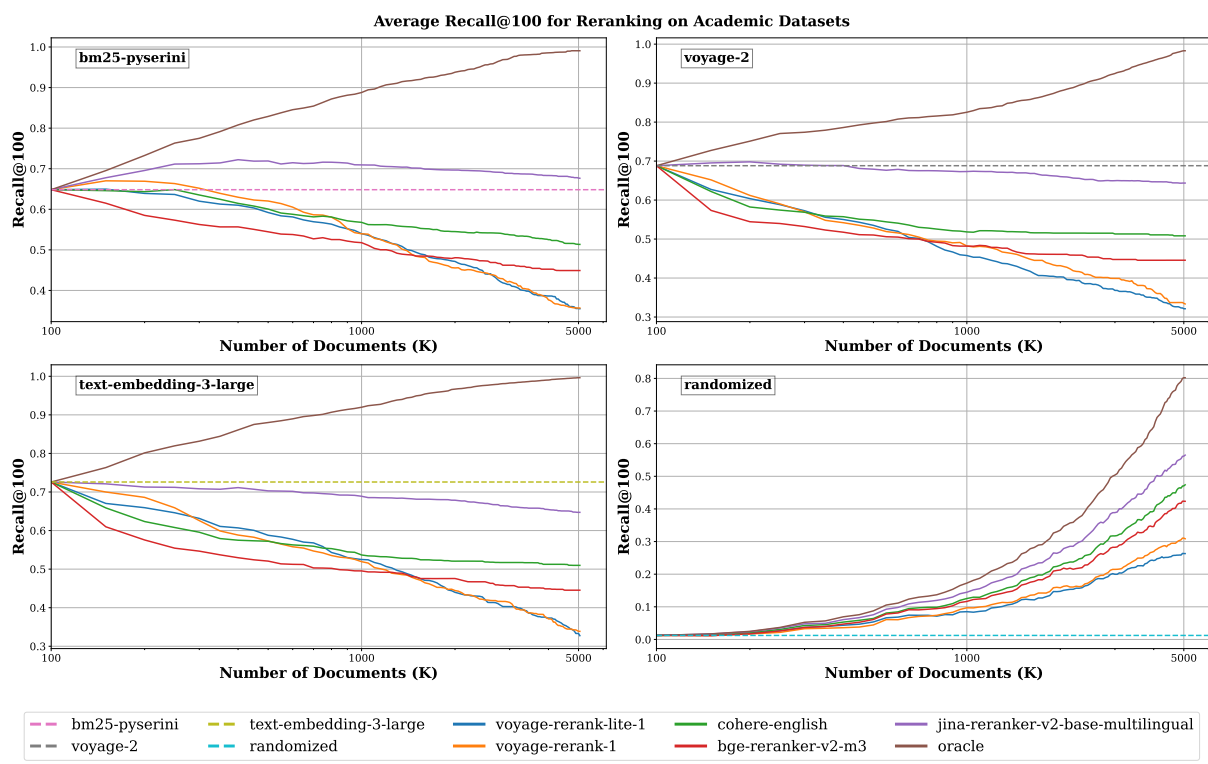 Average Recall@100 for Reranking on Academic Datasets
bm25-pyserini
Recall@100
1.0
0.9
0.8
0.7
0.6
0.5
0.4
100
1000
5000
Number of Documents (K)
voyage-2
Recall@100
1.0
0.9
0.8
0.7
0.6
0.5
0.4
0.3
100
1000
5000
Number of Documents (K)
text-embedding-3-large
Recall@100
1.0
0.9
0.8
0.7
0.6
0.5
0.4
0.3
100
1000
5000
Number of Documents (K)
randomized
Recall@100
0.8
0.7
0.6
0.5
0.4
0.3
0.2
0.1
0.0
100
1000
5000
Number of Documents (K)
bm25-pyserini
voyage-2
text-embedding-3-large
randomized
voyage-rerank-lite-1
voyage-rerank-1
cohere-english
bge-reranker-v2-m3
jina-reranker-v2-base-multilingual
oracle